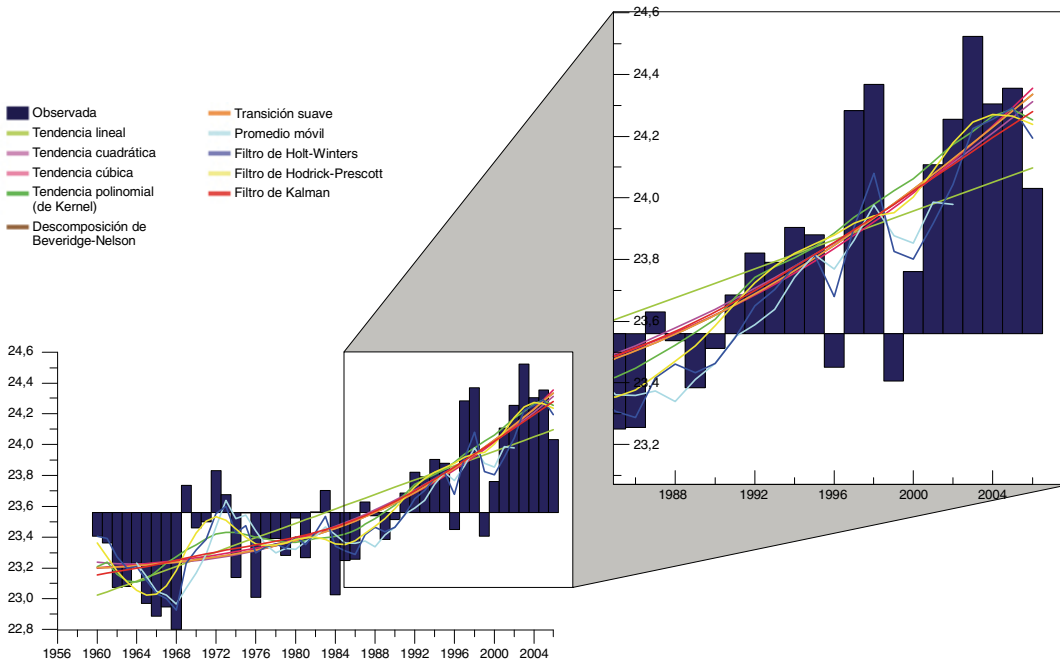 Observada
Tendencia lineal
Tendencia cuadrática
Tendencia cúbica
Tendencia polinomial
(de Kernel)
Descomposición de
Beveridge-Nelson
Transición suave
Promedio móvil
Filtro de Holt-Winters
Filtro de Hodrick-Prescott
Filtro de Kalman
24,6
24,4
24,2
24,0
23,8
23,6
23,4
23,2
1988
1992
1996
2000
2004
24,6
24,4
24,2
24,0
23,8
23,6
23,4
23,2
23,0
22,8
1956
1960
1964
1968
1972
1976
1980
1984
1988
1992
1996
2000
2004